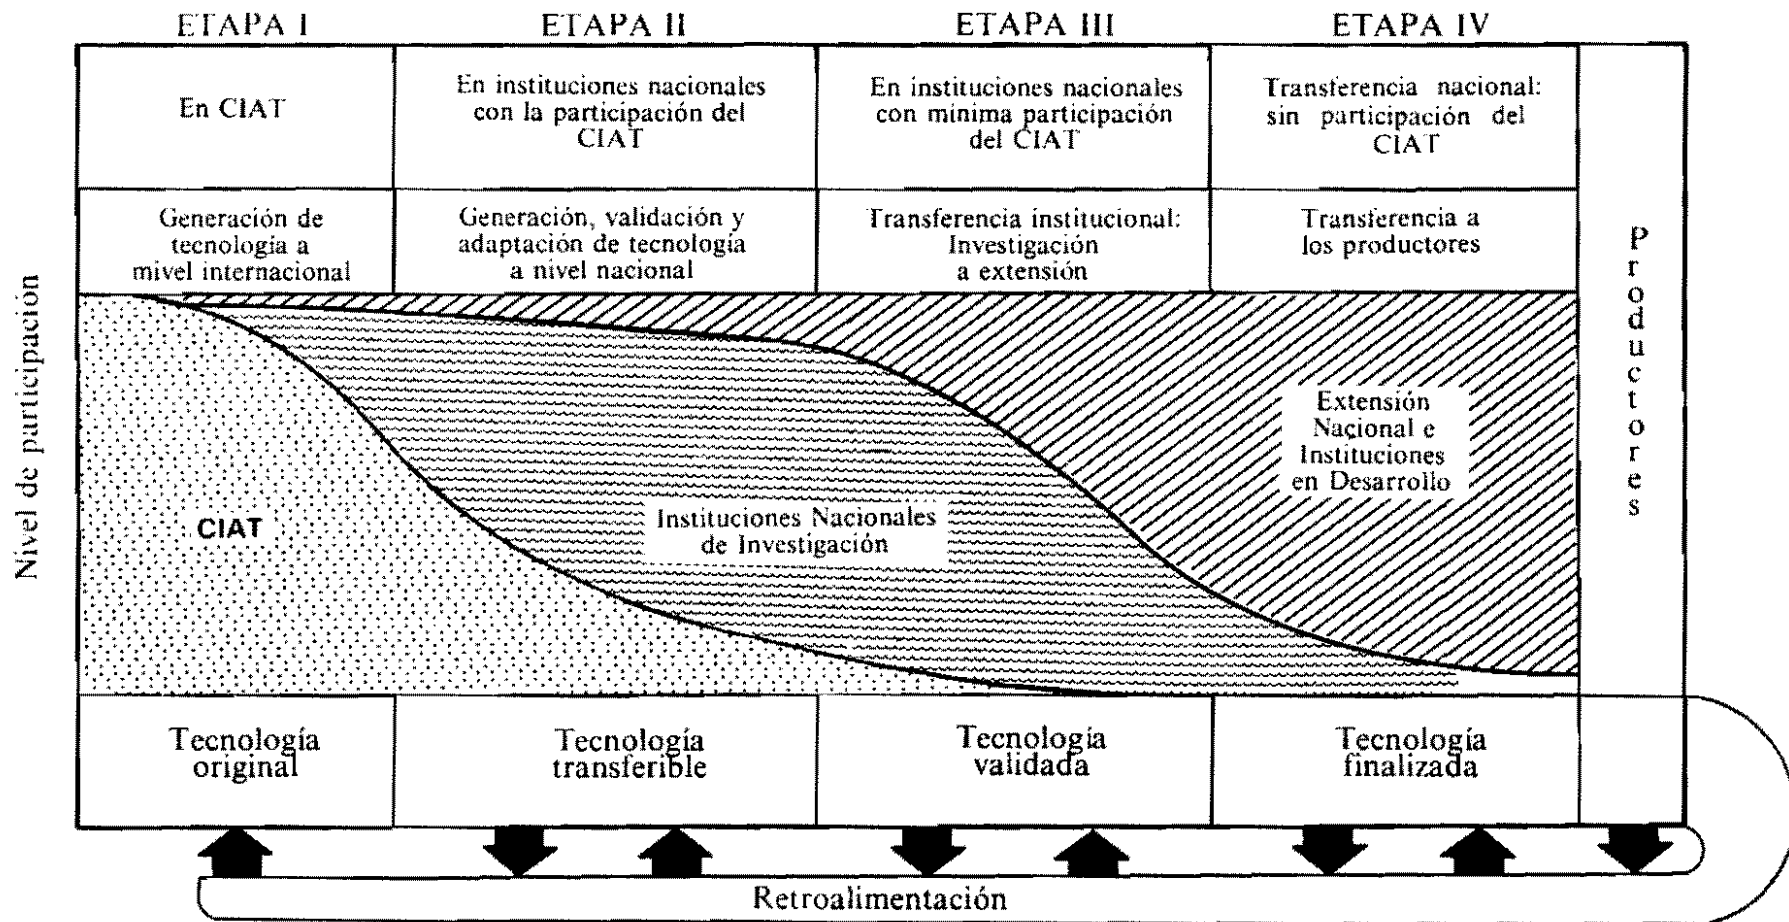 ETAPA I
ETAPA II
ETAPA III
ETAPA IV
En CIAT
En instituciones nacionales
con la participación del
CIAT
En instituciones nacionales
con mínima participación
del CIAT
Transferencia nacional:
sin participación del
CIAT
Generación de
tecnología a
mivel internacional
Generación, validación y
adaptación de tecnología
a nivel nacional
Transferencia institucional:
Investigación
a extensión
Transferencia a
los productores
Productores
Nivel de participación
CIAT
Instituciones Nacionales
de Investigación
Extensión
Nacional e
Instituciones
en Desarrollo
Tecnología
original
Tecnología
transferible
Tecnología
validada
Tecnología
finalizada
Retroalimentación